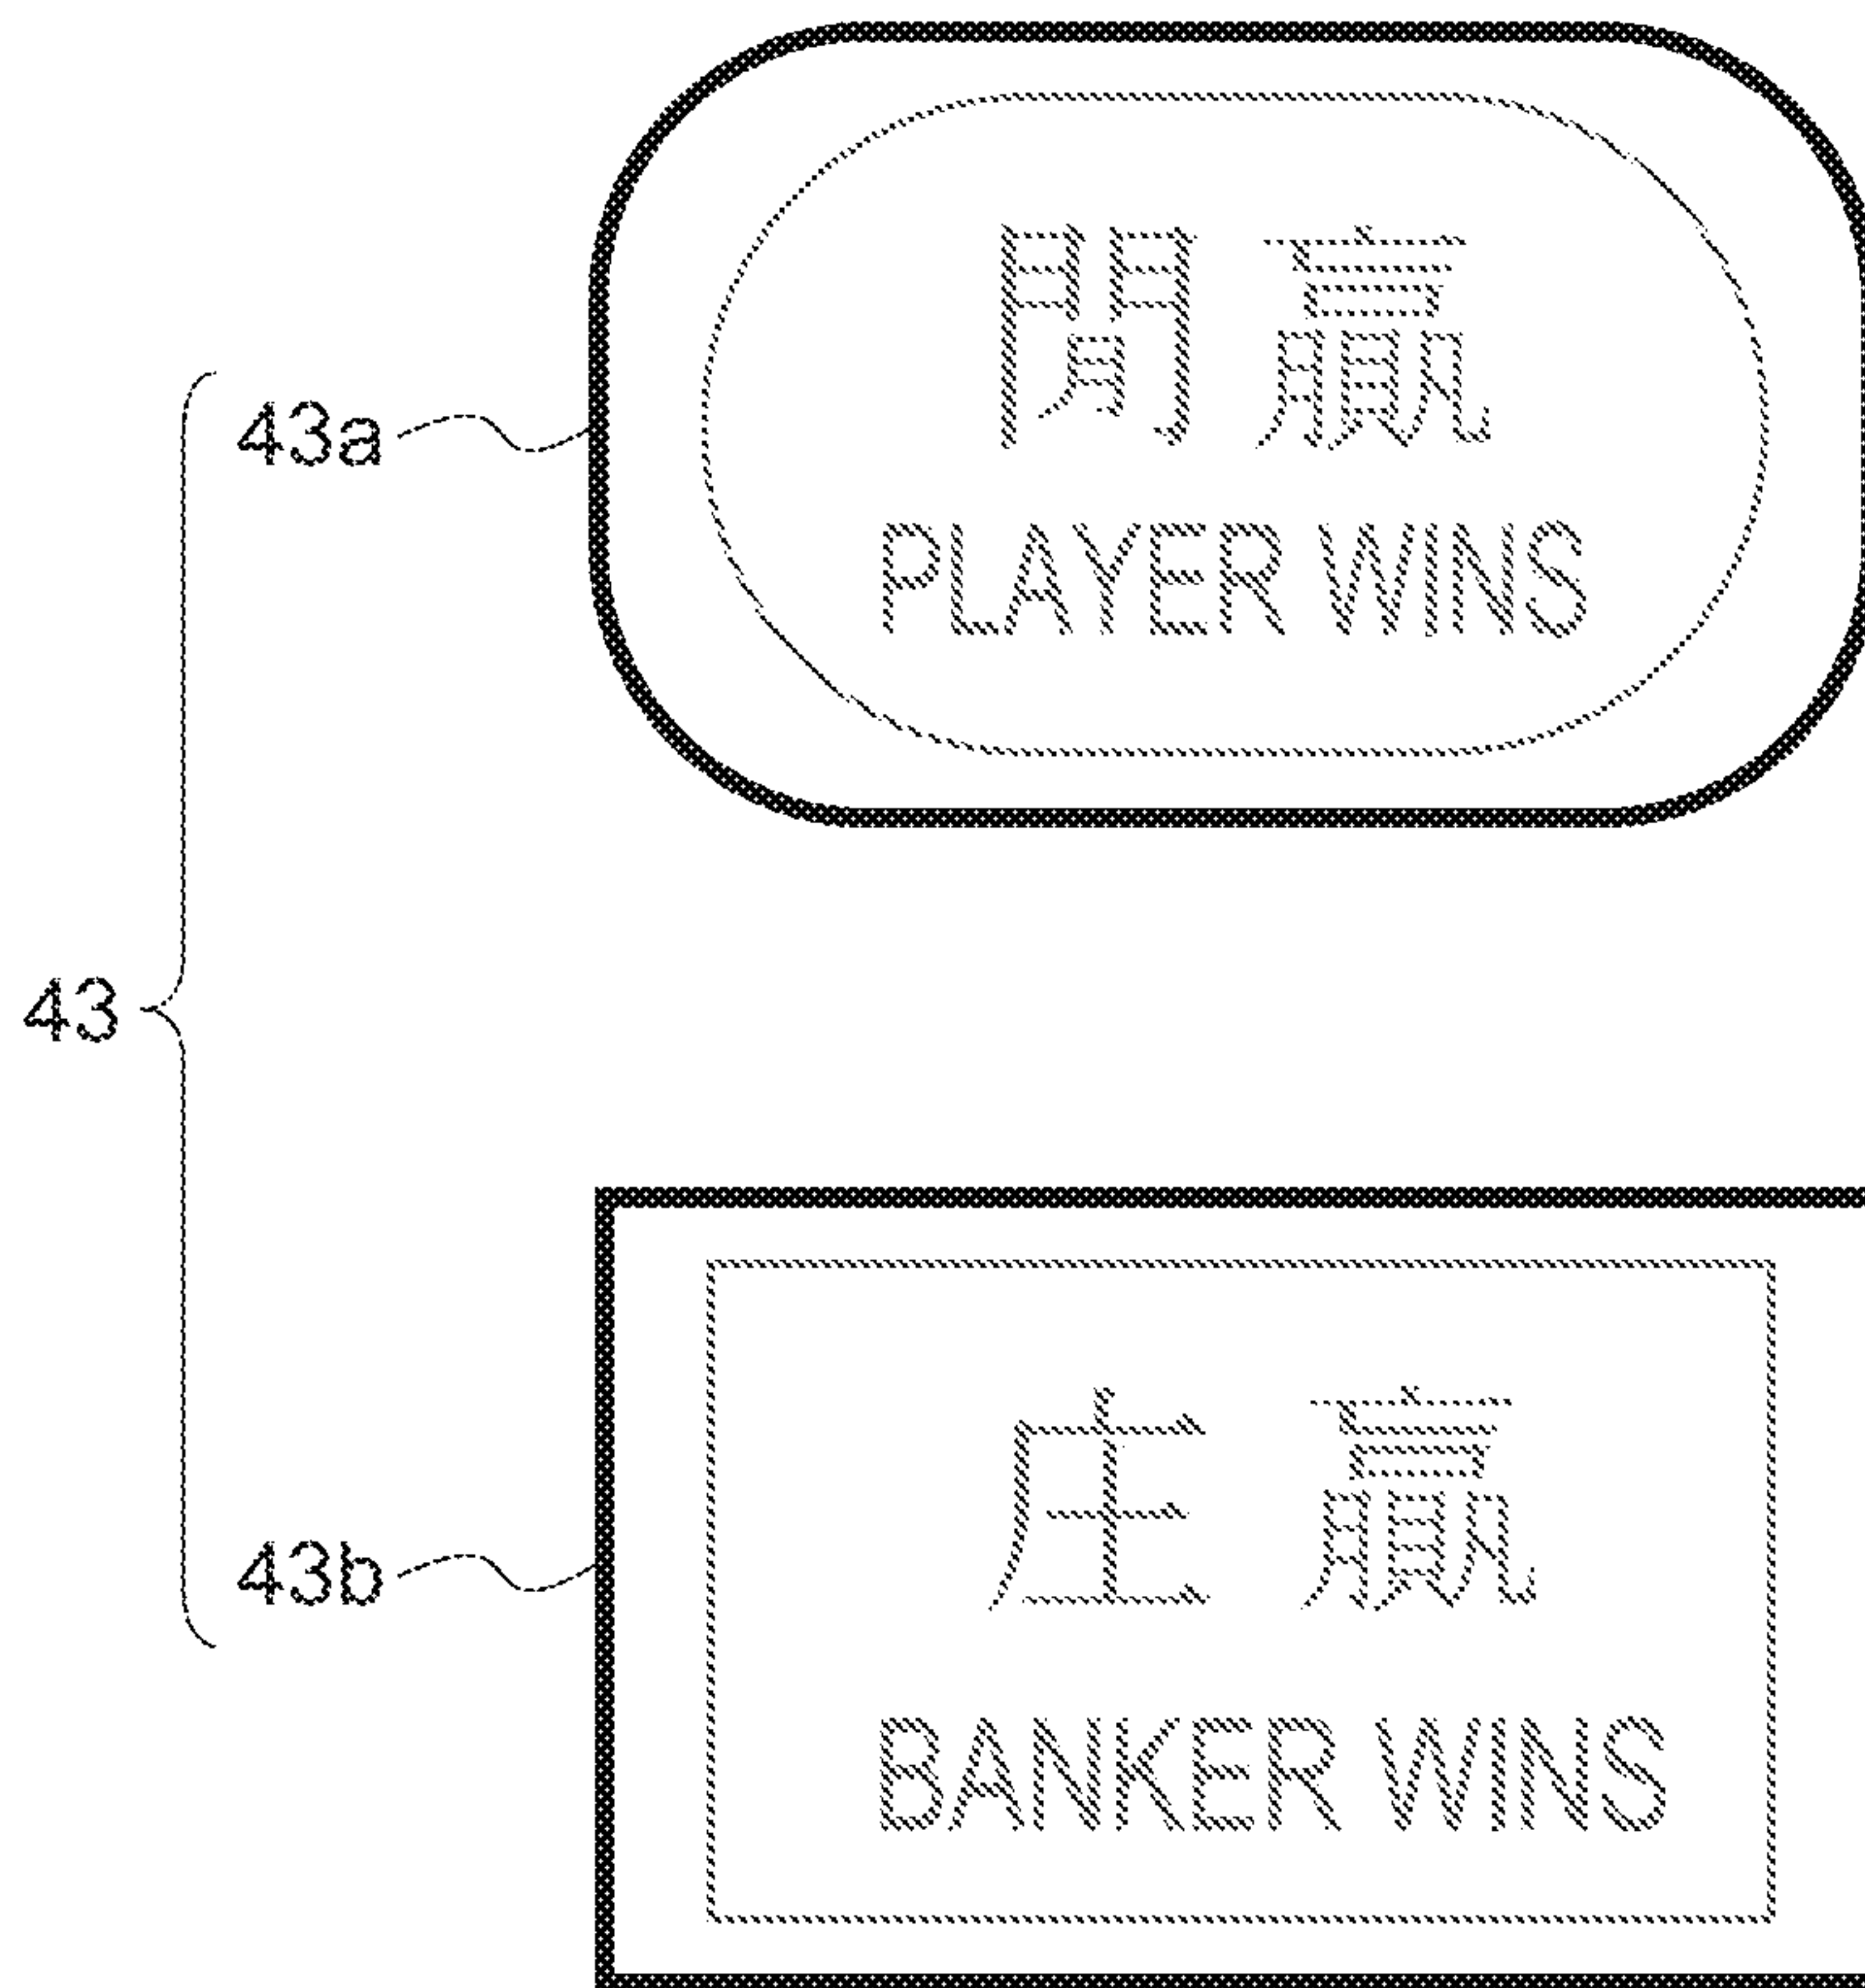 閒 贏
43a
PLAYER WINS
43
庄 贏
43b
BANKER WINS